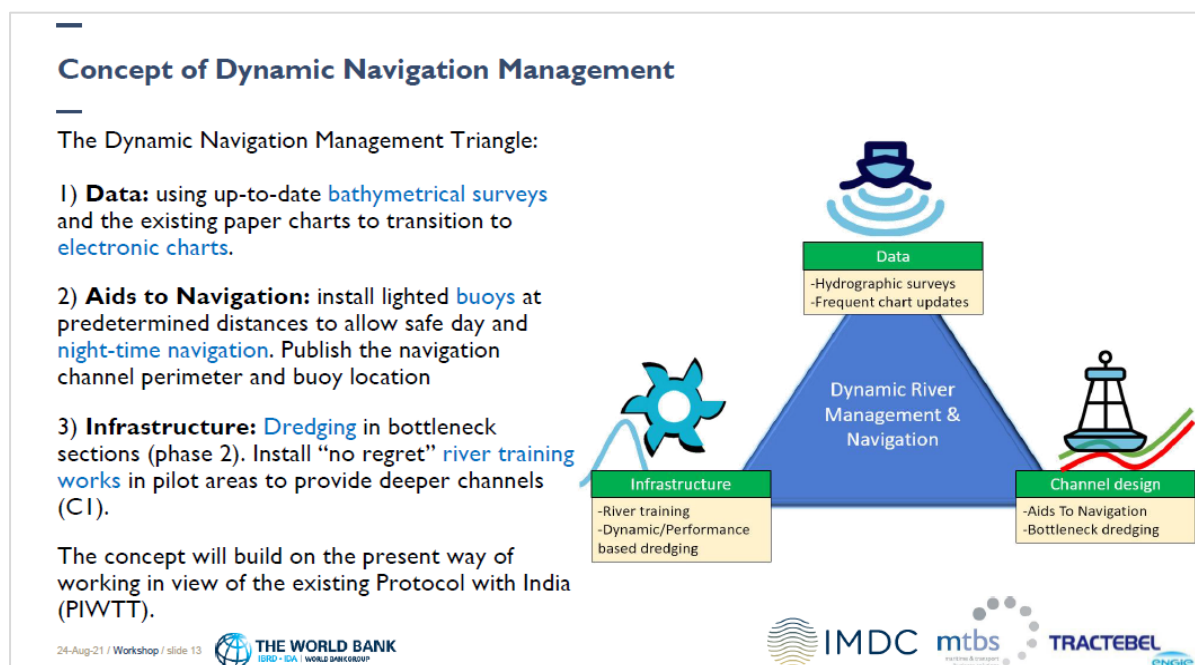 Concept of Dynamic Navigation Management
The Dynamic Navigation Management Triangle:
1) Data: using up-to-date bathymetrical surveys
and the existing paper charts to transition to
electronic charts.
2) Aids to Navigation: install lighted buoys at
predetermined distances to allow safe day and
night-time navigation. Publish the navigation
channel perimeter and buoy location
3) Infrastructure: Dredging in bottleneck
sections (phase 2). Install “no regret” river training
works in pilot areas to provide deeper channels
(C1).
The concept will build on the present way of
working in view of the existing Protocol with India
(PIWTT).
Data
-Hydrographic surveys
-Frequent chart updates
Dynamic River
Management &
Navigation
Infrastructure
-River training
-Dynamic/Performance
based dredging
Channel design
-Aids To Navigation
-Bottleneck dredging
24-Aug-21 / Workshop / slide 13
THE WORLD BANK
IBRD • IDA | WORLD BANK GROUP
IMDC
mtbs
TRACTEBEL
ENGIE